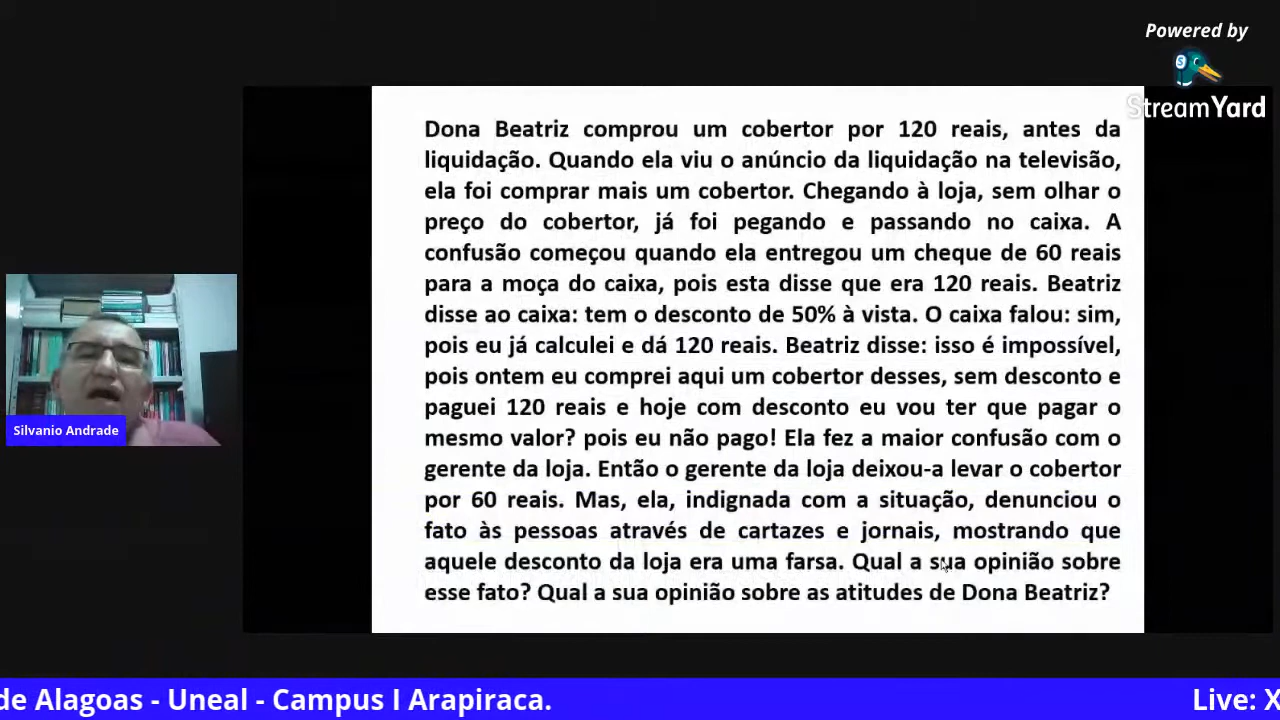 Powered by
StreamYard
Dona Beatriz comprou um cobertor por 120 reais, antes da
liquidação. Quando ela viu o anúncio da liquidação na televisão,
ela foi comprar mais um cobertor. Chegando à loja, sem olhar o
preço do cobertor, já foi pegando e passando no caixa. A
confusão começou quando ela entregou um cheque de 60 reais
para a moça do caixa, pois esta disse que era 120 reais. Beatriz
disse ao caixa: tem o desconto de 50% à vista. O caixa falou: sim,
pois eu já calculei e dá 120 reais. Beatriz disse: isso é impossível,
pois ontem eu comprei aqui um cobertor desses, sem desconto e
paguei 120 reais e hoje com desconto eu vou ter que pagar o
mesmo valor? pois eu não pago! Ela fez a maior confusão com o
gerente da loja. Então o gerente da loja deixou-a levar o cobertor
por 60 reais. Mas, ela, indignada com a situação, denunciou o
fato às pessoas através de cartazes e jornais, mostrando que
aquele desconto da loja era uma farsa. Qual a sua opinião sobre
esse fato? Qual a sua opinião sobre as atitudes de Dona Beatriz?
Silvanio Andrade
de Alagoas - Uneal - Campus I Arapiraca.
Live: X